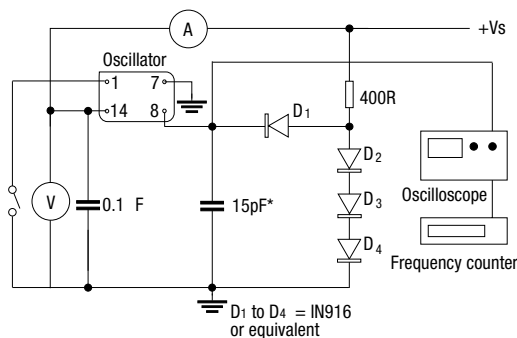 A
+Vs
Oscillator
1 7
14 8
D1
400R
D2
Oscilloscope
V
0.1 F
15pF*
D3
D4
Frequency counter
D1 to D4 = IN916
or equivalent